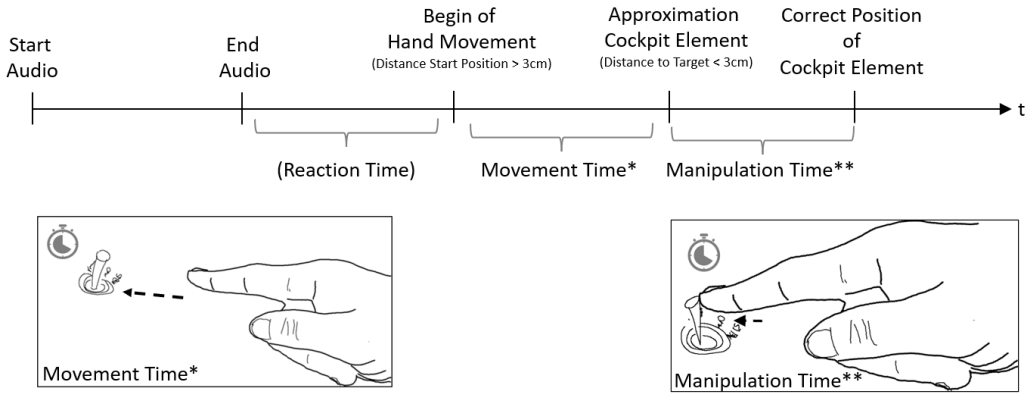 Start
Audio
End
Audio
Begin of
Hand Movement
(Distance Start Position > 3cm)
Approximation
Cockpit Element
(Distance to Target < 3cm)
Correct Position
of
Cockpit Element
t
(Reaction Time)
Movement Time*
Manipulation Time**
Movement Time*
Manipulation Time**